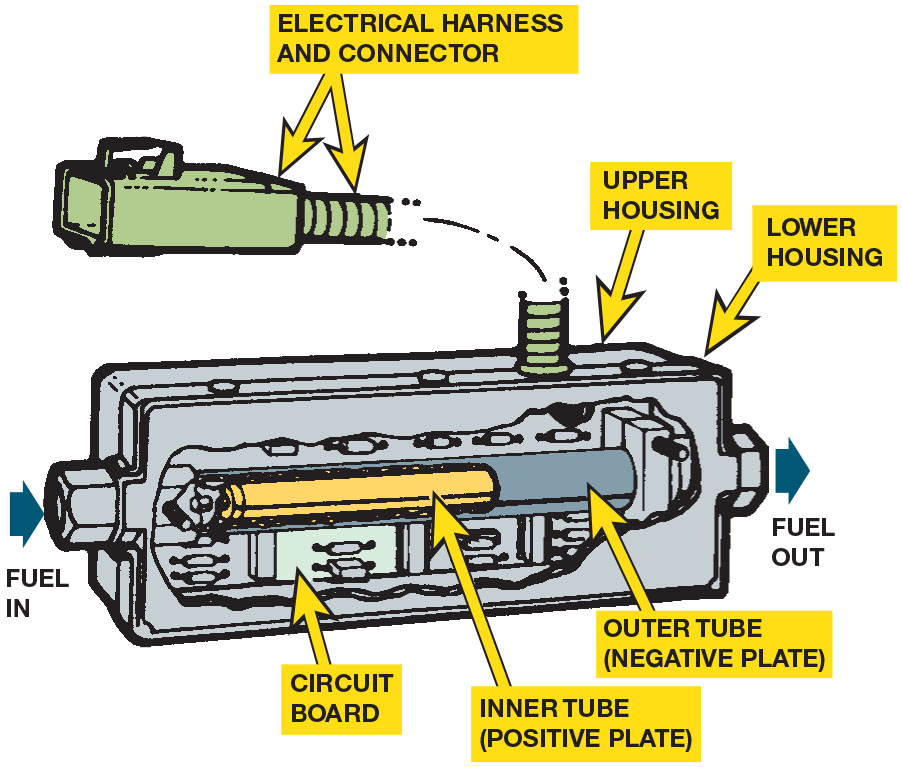 ELECTRICAL HARNESS
AND CONNECTOR
UPPER
HOUSING
LOWER
HOUSING
FUEL
IN
FUEL
OUT
CIRCUIT
BOARD
INNER TUBE
(POSITIVE PLATE)
OUTER TUBE
(NEGATIVE PLATE)